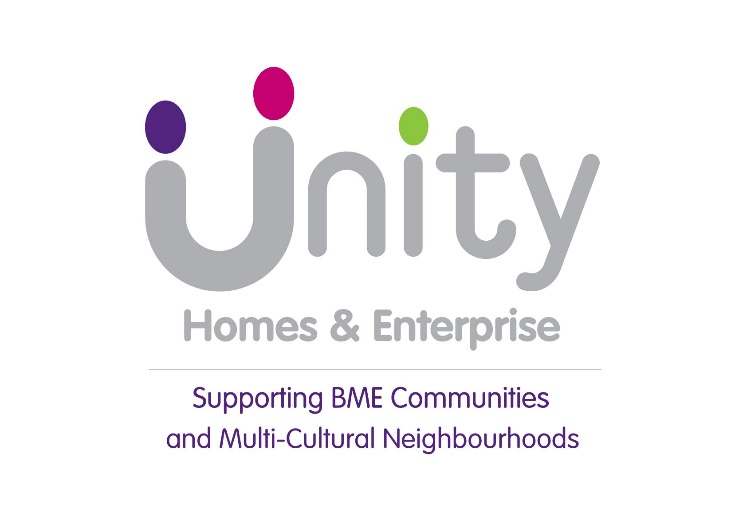 Unity
Homes & Enterprise
Supporting BME Communities
and Multi-Cultural Neighbourhoods